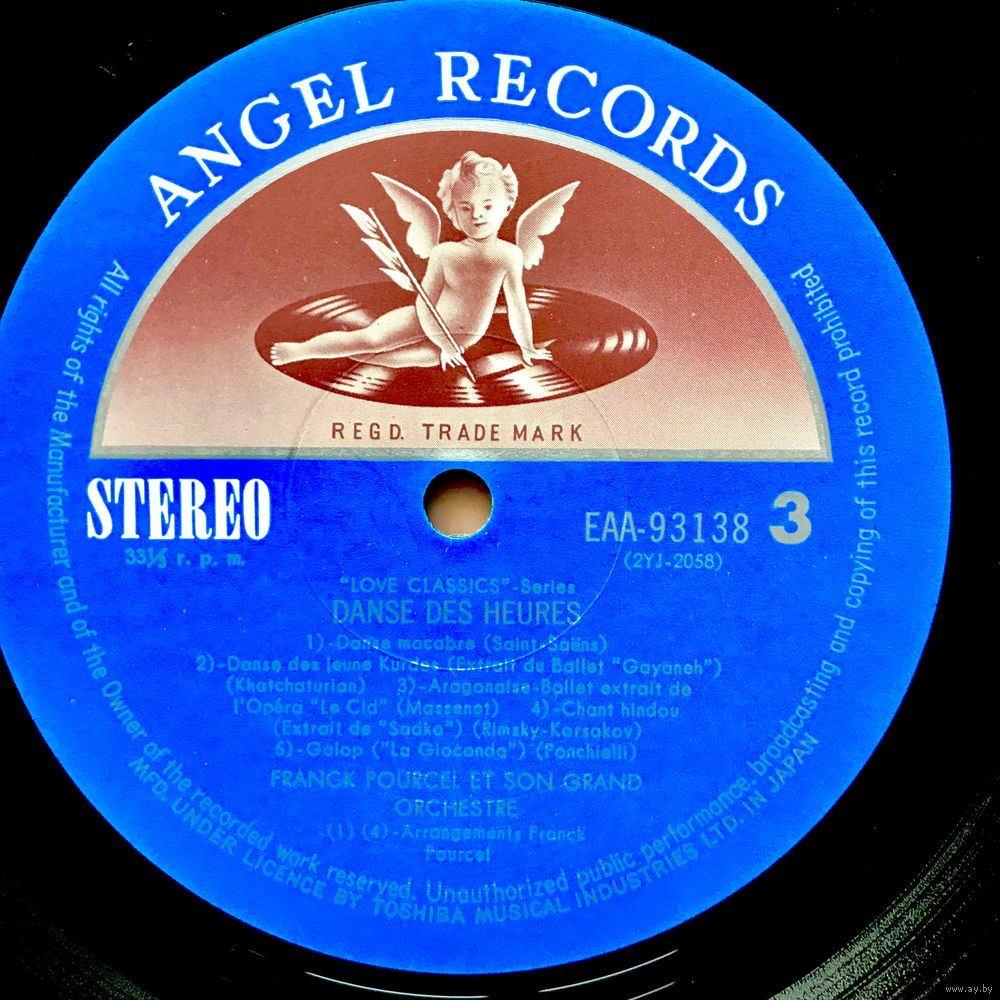 ANGEL RECORDS
REGD. TRADE MARK
STEREO
33⅓ r. p. m.
EAA-93138 3
(2YJ-2058)
"LOVE CLASSICS"-Series
DANSE DES HEURES
1)-Danse macabre (Saint-Saëns)
2)-Danse des jeune Kurdes (Extrait du Ballet "Gayaneh")
(Khatchaturian) 3)-Aragonaise-Ballet extrait de
l'Opéra "Le Cid" (Massenet) 4)-Chant hindou
(Extrait de "Sadko") (Rimsky-Korsakov)
5)-Galop ("La Gioconda") (Ponchielli)
FRANCK POURCEL ET SON GRAND
ORCHESTRE
(1) (4)-Arrangements Franck
Pourcel
All rights of the Manufacturer and of the Owner of the recorded work reserved. Unauthorized public performance, broadcasting and copying of this record prohibited
MFD. UNDER LICENCE BY TOSHIBA MUSICAL INDUSTRIES LTD. IN JAPAN
www.ay.by